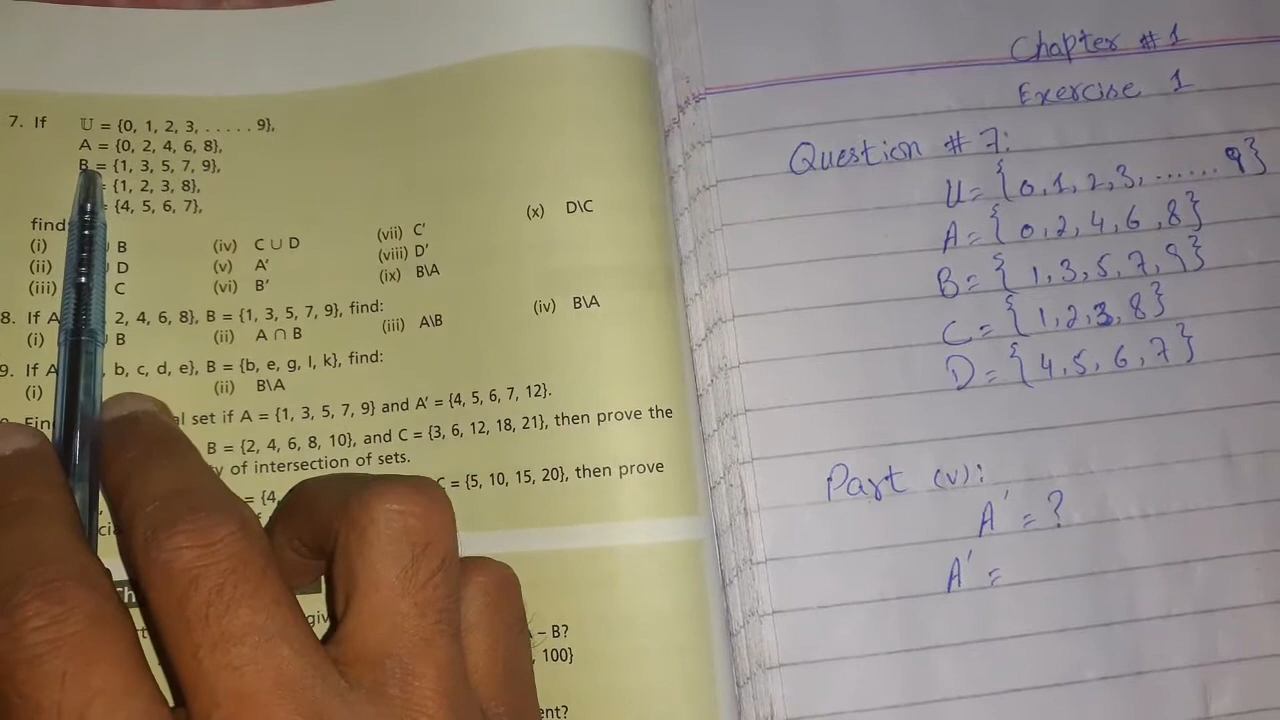 7. If U = {0, 1, 2, 3, . . . . . 9},
A = {0, 2, 4, 6, 8},
B = {1, 3, 5, 7, 9},
= {1, 2, 3, 8},
= {4, 5, 6, 7},
find:
(i) B (iv) C ∪ D (vii) C′ (x) D\C
(ii) D (v) A′ (viii) D′
(iii) C (vi) B′ (ix) B\A
8. If A 2, 4, 6, 8}, B = {1, 3, 5, 7, 9}, find:
(i) B (ii) A ∩ B (iii) A\B (iv) B\A
9. If A b, c, d, e}, B = {b, e, g, l, k}, find:
(i) (ii) B\A
al set if A = {1, 3, 5, 7, 9} and A′ = {4, 5, 6, 7, 12}.
B = {2, 4, 6, 8, 10}, and C = {3, 6, 12, 18, 21}, then prove the
y of intersection of sets.
= {4, C = {5, 10, 15, 20}, then prove
– B?
, 100}
ent?
Chapter # 1
Exercise 1
Question # 7:
U = {0,1,2,3,......9}
A = {0,2,4,6,8}
B = {1,3,5,7,9}
C = {1,2,3,8}
D = {4,5,6,7}
Part (v):
A′ = ?
A′ =